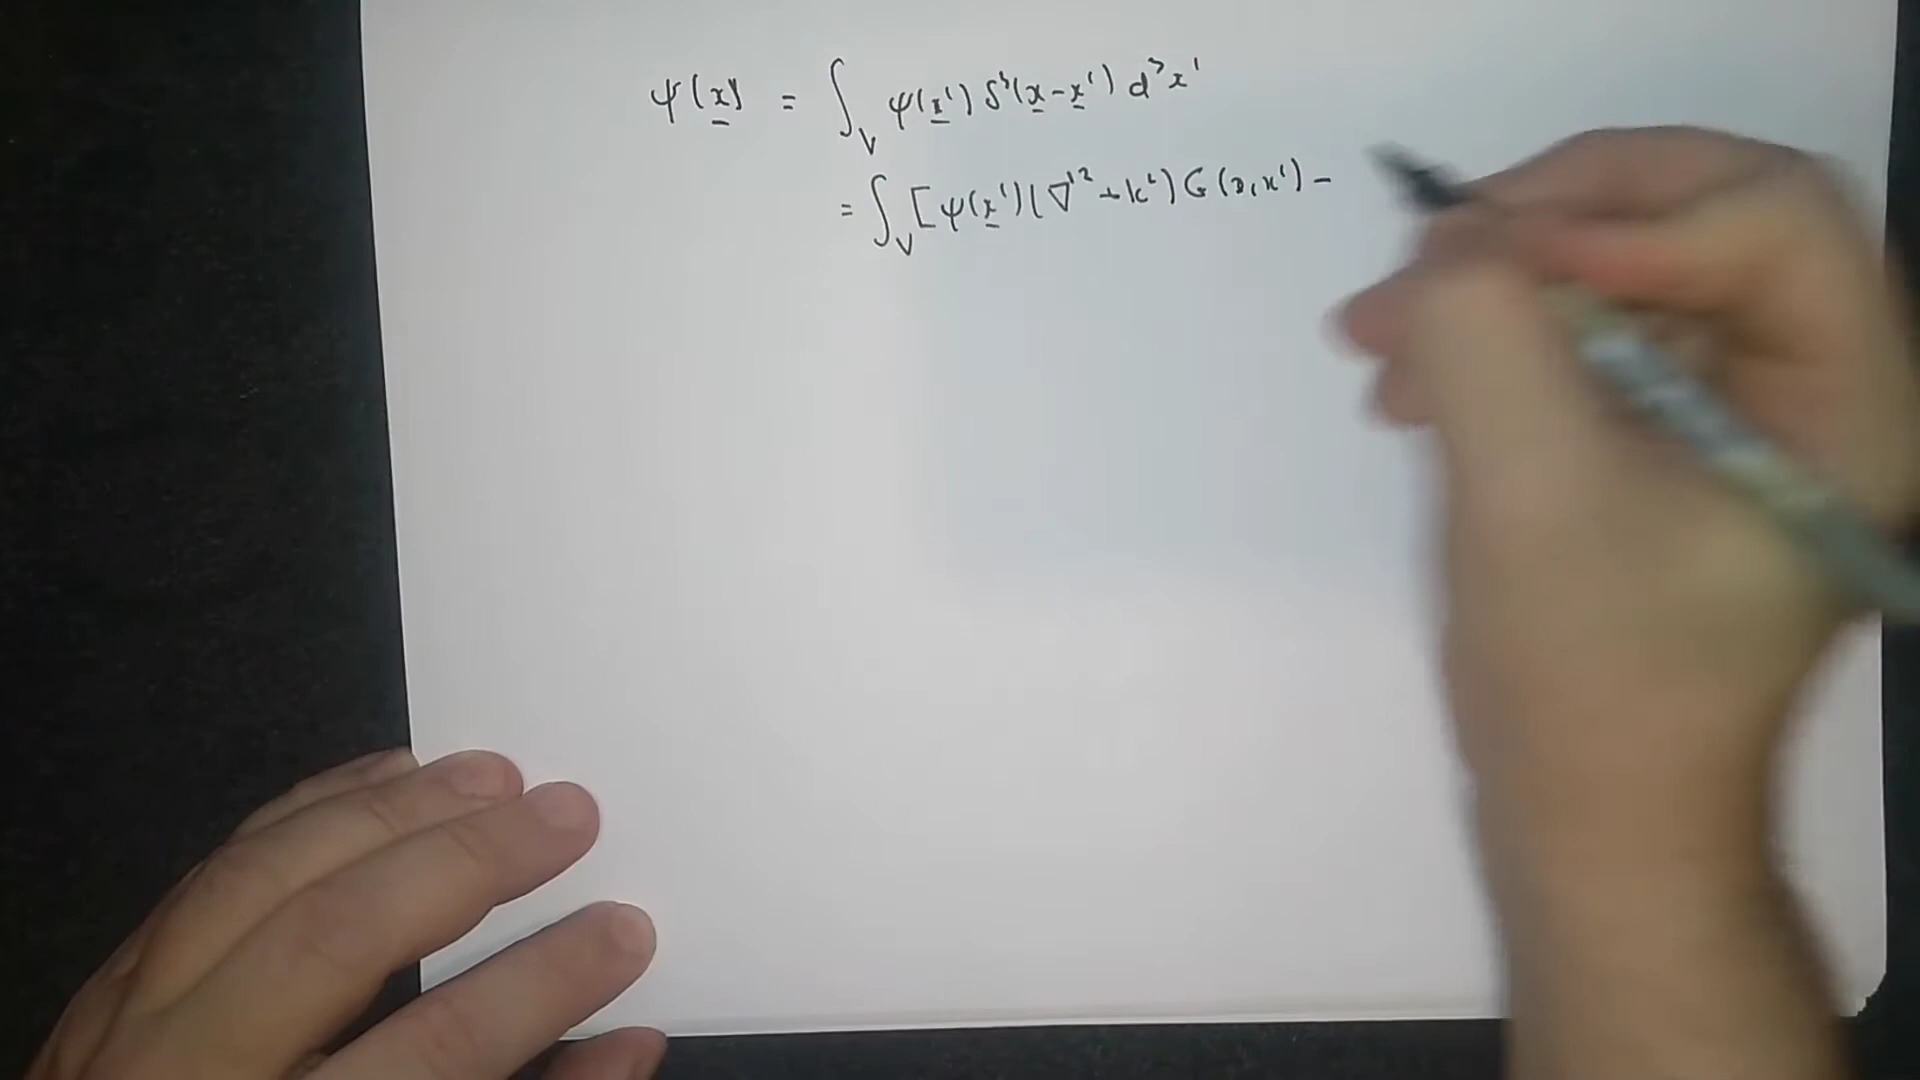 ψ(x) = ∫_V ψ(x') δ³(x-x') d³x'
= ∫_V [ψ(x')(∇'² + k²) G(x,x') -